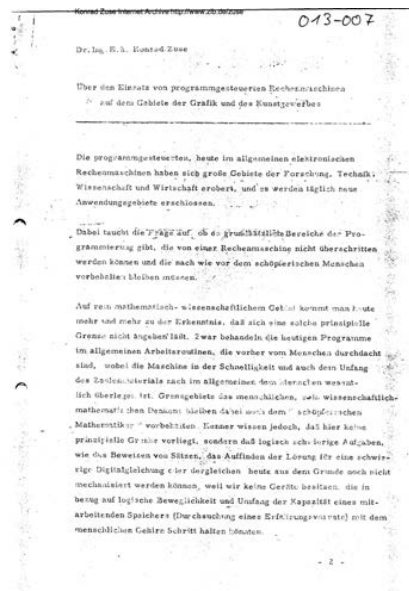 Konrad Zuse Internet Archive http://www.zib.de/zuse
013-007
Dr. Ing. E. h. Konrad Zuse
Über den Einsatz von programmgesteuerten Rechenmaschinen
auf dem Gebiete der Grafik und des Kunstgewerbes
Die programmgesteuerten, heute im allgemeinen elektronischen
Rechenmaschinen haben sich große Gebiete der Forschung, Technik,
Wissenschaft und Wirtschaft erobert, und es werden täglich neue
Anwendungsgebiete erschlossen.
Dabei taucht die Frage auf, ob es grundsätzliche Bereiche der Pro-
grammierung gibt, die von einer Rechenmaschine nicht überschritten
werden können und die nach wie vor dem schöpferischen Menschen
vorbehalten bleiben müssen.
Auf rein mathematisch-wissenschaftlichem Gebiet kommt man heute
mehr und mehr zu der Erkenntnis, daß sich eine solche prinzipielle
Grenze nicht angeben läßt. Zwar behandeln die heutigen Programme
im allgemeinen Arbeitsroutinen, die vorher vom Menschen durchdacht
sind, wobei die Maschine in der Schnelligkeit und auch dem Umfang
des Zahlenmaterials nach im allgemeinen dem Menschen wesent-
lich überlegen ist. Grenzgebiete des menschlichen, rein wissenschaftlich-
mathematischen Denkens bleiben dabei noch dem " schöpferischen
Mathematiker " vorbehalten. Kenner wissen jedoch, daß hier keine
prinzipielle Grenze vorliegt, sondern daß logisch schwierige Aufgaben,
wie das Beweisen von Sätzen, das Auffinden der Lösung für eine schwie-
rige Digitalgleichung oder dergleichen heute aus dem Grunde noch nicht
mechanisiert werden können, weil wir keine Geräte besitzen, die in
bezug auf logische Beweglichkeit und Umfang der Kapazität eines mit-
arbeitenden Speichers (Durchsuchung eines Erfahrungsvorrats) mit dem
menschlichen Gehirn Schritt halten könnten.
- 2 -